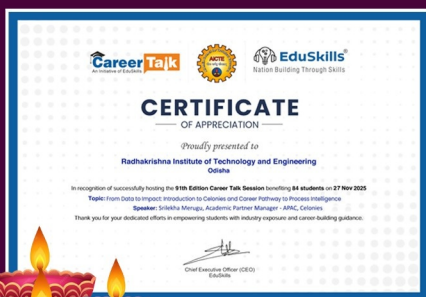 Career Talk
An Initiative of EduSkills
AICTE
EduSkills®
Nation Building Through Skills
CERTIFICATE
OF APPRECIATION
Proudly presented to
Radhakrishna Institute of Technology and Engineering
Odisha
In recognition of successfully hosting the 91th Edition Career Talk Session benefiting 84 students on 27 Nov 2025
Topic: From Data to Impact: Introduction to Celonies and Career Pathway to Process Intelligence
Speaker: Srilekha Merugu, Academic Partner Manager - APAC, Celonies
Thank you for your dedicated efforts in empowering students with industry exposure and career-building guidance.
Chief Executive Officer (CEO)
EduSkills